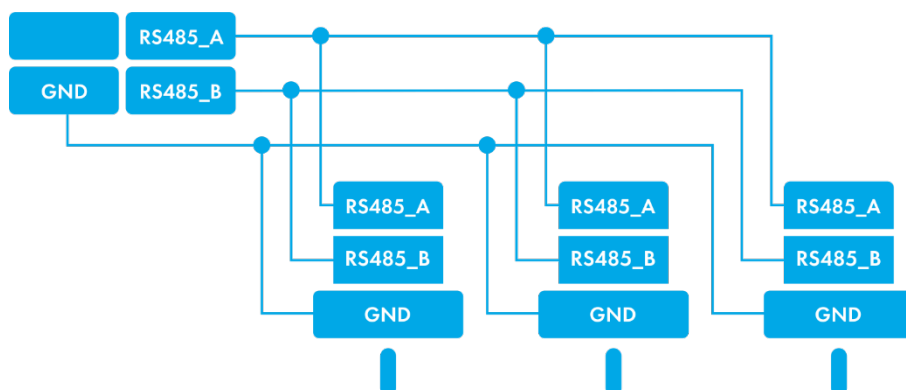 RS485_A
GND RS485_B
RS485_A RS485_A RS485_A
RS485_B RS485_B RS485_B
GND GND GND